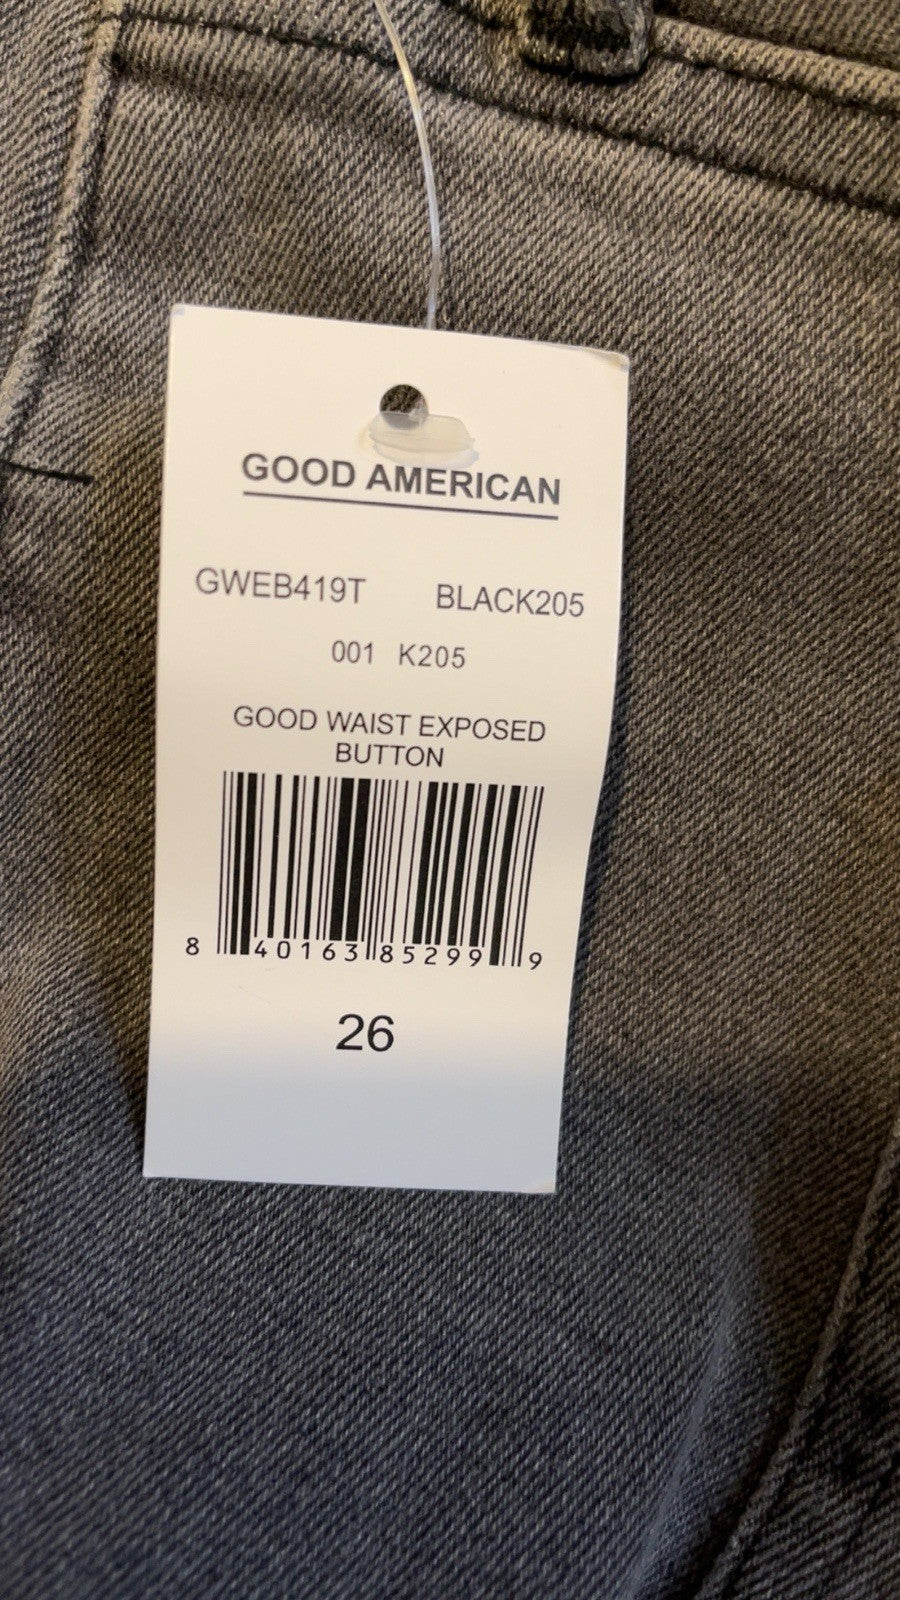 GOOD AMERICAN
GWEB419T BLACK205
001 K205
GOOD WAIST EXPOSED
BUTTON
8 40163 85299 9
26